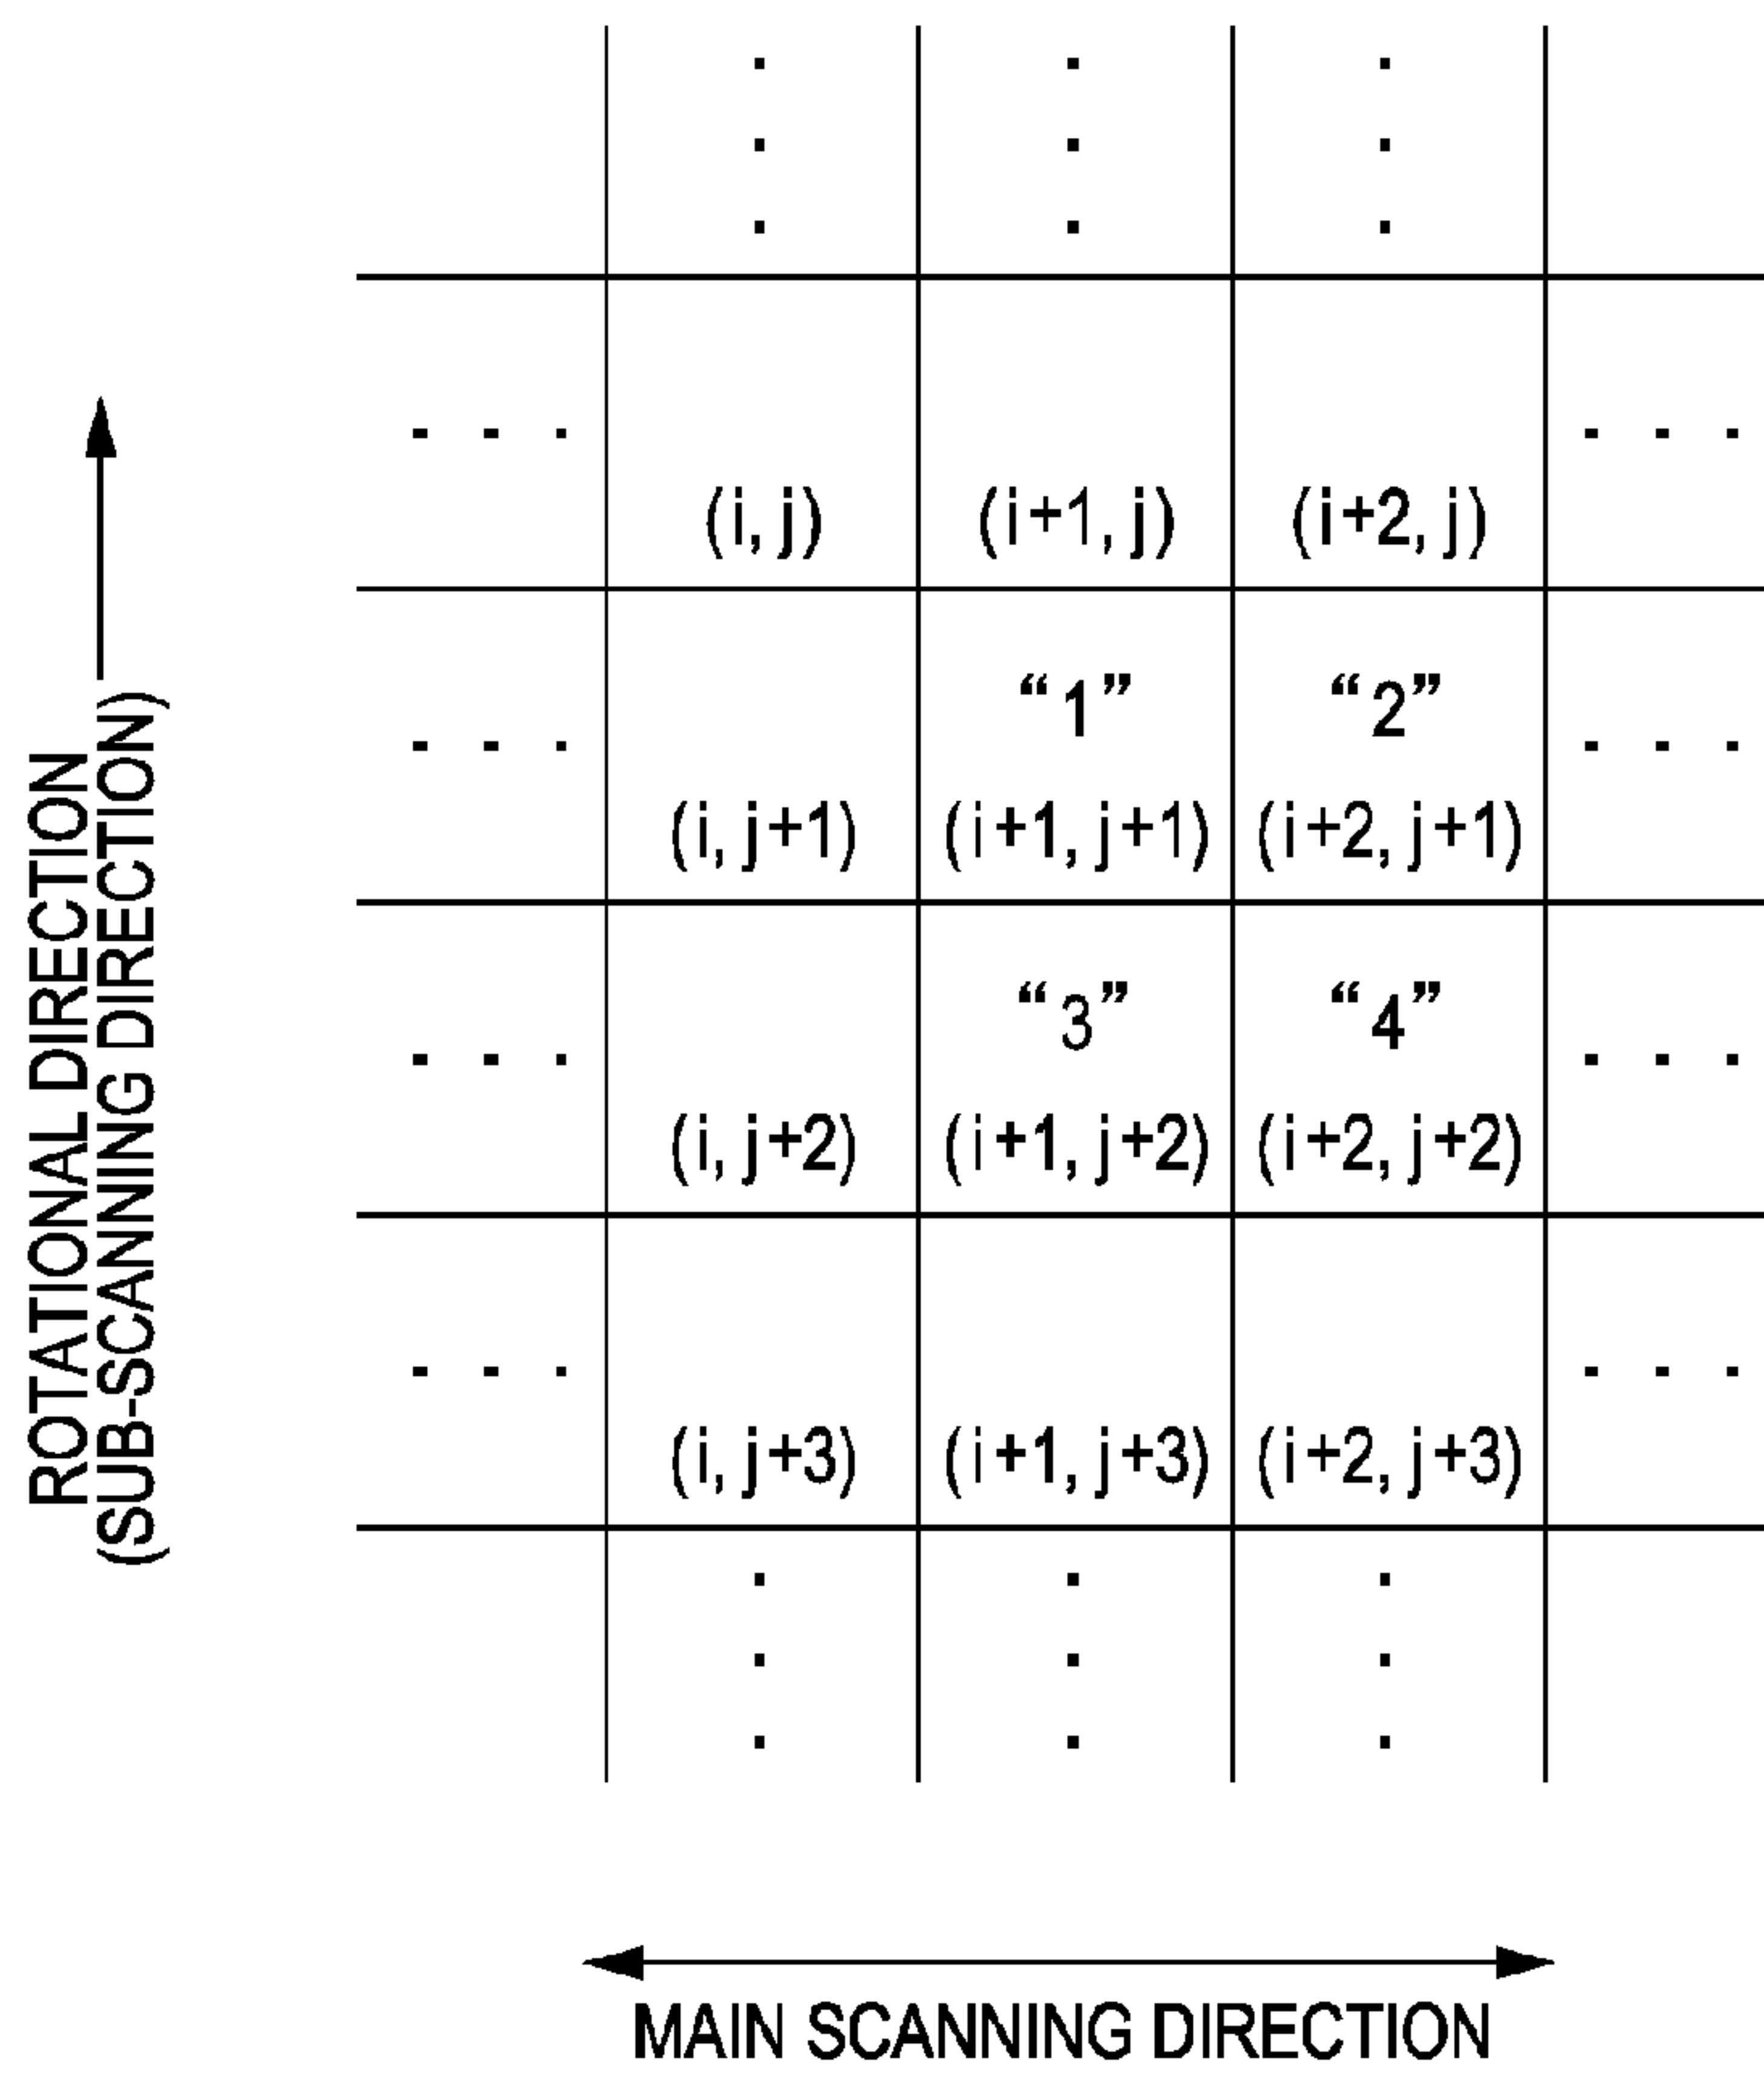 ROTATIONAL DIRECTION
(SUB-SCANNING DIRECTION)
(i, j) (i+1, j) (i+2, j)
“1” “2”
(i, j+1) (i+1, j+1) (i+2, j+1)
“3” “4”
(i, j+2) (i+1, j+2) (i+2, j+2)
(i, j+3) (i+1, j+3) (i+2, j+3)
MAIN SCANNING DIRECTION